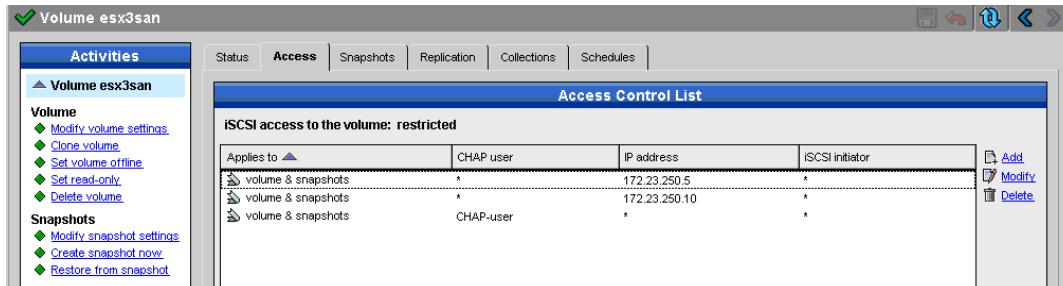 Volume esx3san
Activities
Volume esx3san
Volume
Modify volume settings
Clone volume
Set volume offline
Set read-only
Delete volume
Snapshots
Modify snapshot settings
Create snapshot now
Restore from snapshot
Status Access Snapshots Replication Collections Schedules
Access Control List
iSCSI access to the volume: restricted
Applies to CHAP user IP address iSCSI initiator
volume & snapshots * 172.23.250.5 *
volume & snapshots * 172.23.250.10 *
volume & snapshots CHAP-user * *
Add
Modify
Delete